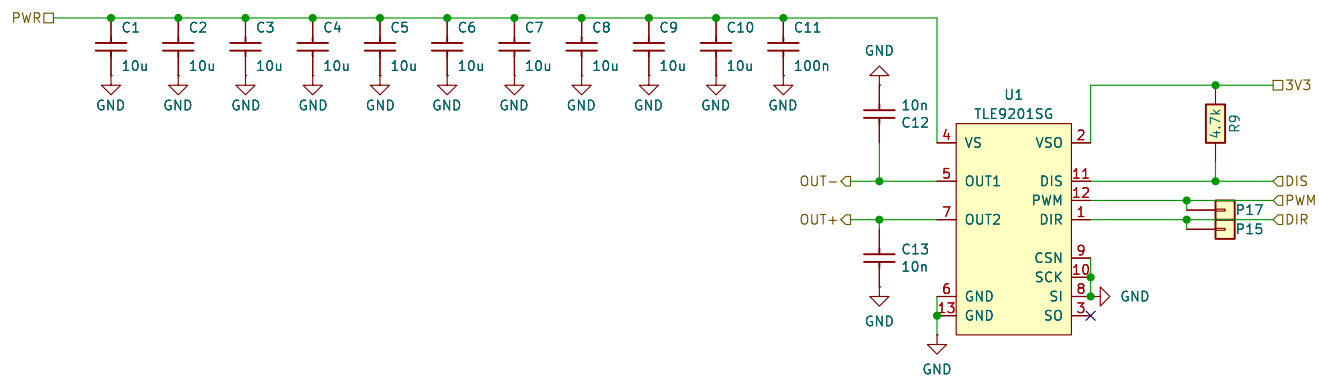 PWR
C1 C2 C3 C4 C5 C6 C7 C8 C9 C10 C11
10u 10u 10u 10u 10u 10u 10u 10u 10u 10u 100n
GND GND GND GND GND GND GND GND GND GND GND
GND
10n
C12
U1
TLE9201SG
3V3
4.7k
R9
4 VS VSO 2
OUT- 5 OUT1 DIS 11 DIS
PWM 12 PWM
P17
OUT+ 7 OUT2 DIR 1 DIR
P15
C13
10n
GND
CSN 9
SCK 10
6 GND SI 8 GND
13 GND SO 3
GND